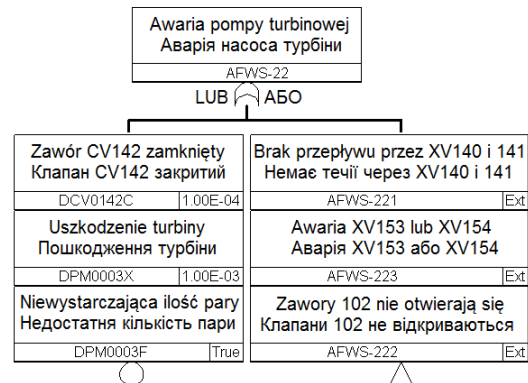 Awaria pompy turbinowej
Аварія насоса турбіни
AFWS-22
LUB АБО
Zawór CV142 zamknięty
Клапан CV142 закритий
DCV0142C 1.00E-04
Uszkodzenie turbiny
Пошкодження турбіни
DPM0003X 1.00E-03
Niewystarczająca ilość pary
Недостатня кількість пари
DPM0003F True
Brak przepływu przez XV140 i 141
Немає течії через XV140 і 141
AFWS-221 Ext
Awaria XV153 lub XV154
Аварія XV153 або XV154
AFWS-223 Ext
Zawory 102 nie otwierają się
Клапани 102 не відкриваються
AFWS-222 Ext